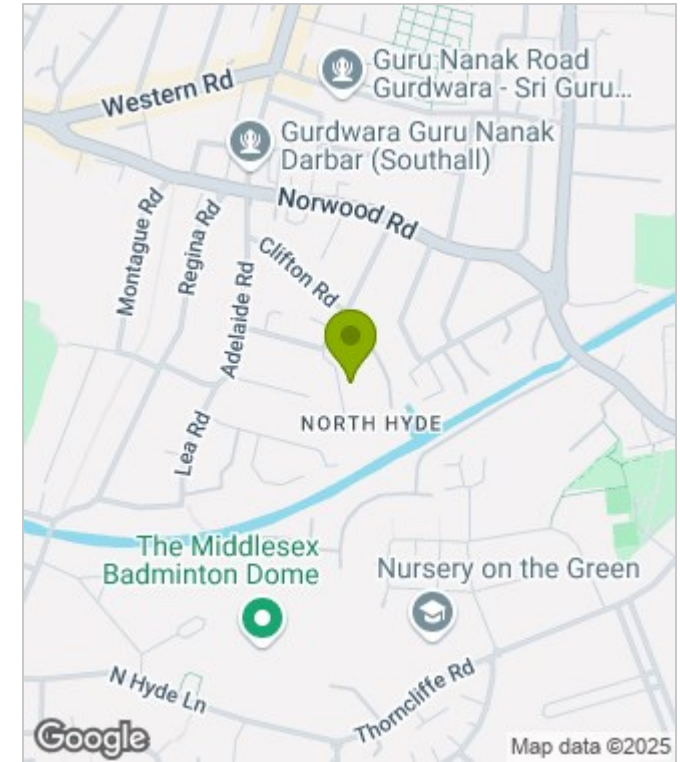 Guru Nanak Road
Gurdwara - Sri Guru...
Western Rd
Gurdwara Guru Nanak
Darbar (Southall)
Norwood Rd
Montague Rd
Regina Rd
Clifton Rd
Adelaide Rd
NORTH HYDE
Lea Rd
The Middlesex
Badminton Dome
Nursery on the Green
N Hyde Ln
Thorncliffe Rd
Google
Map data ©2025